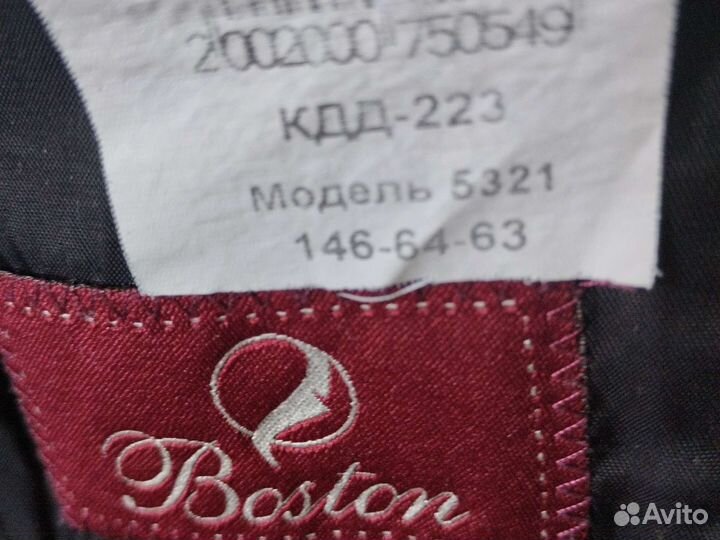 2002000750549
КДД-223
Модель 5321
146-64-63
Boston
Avito